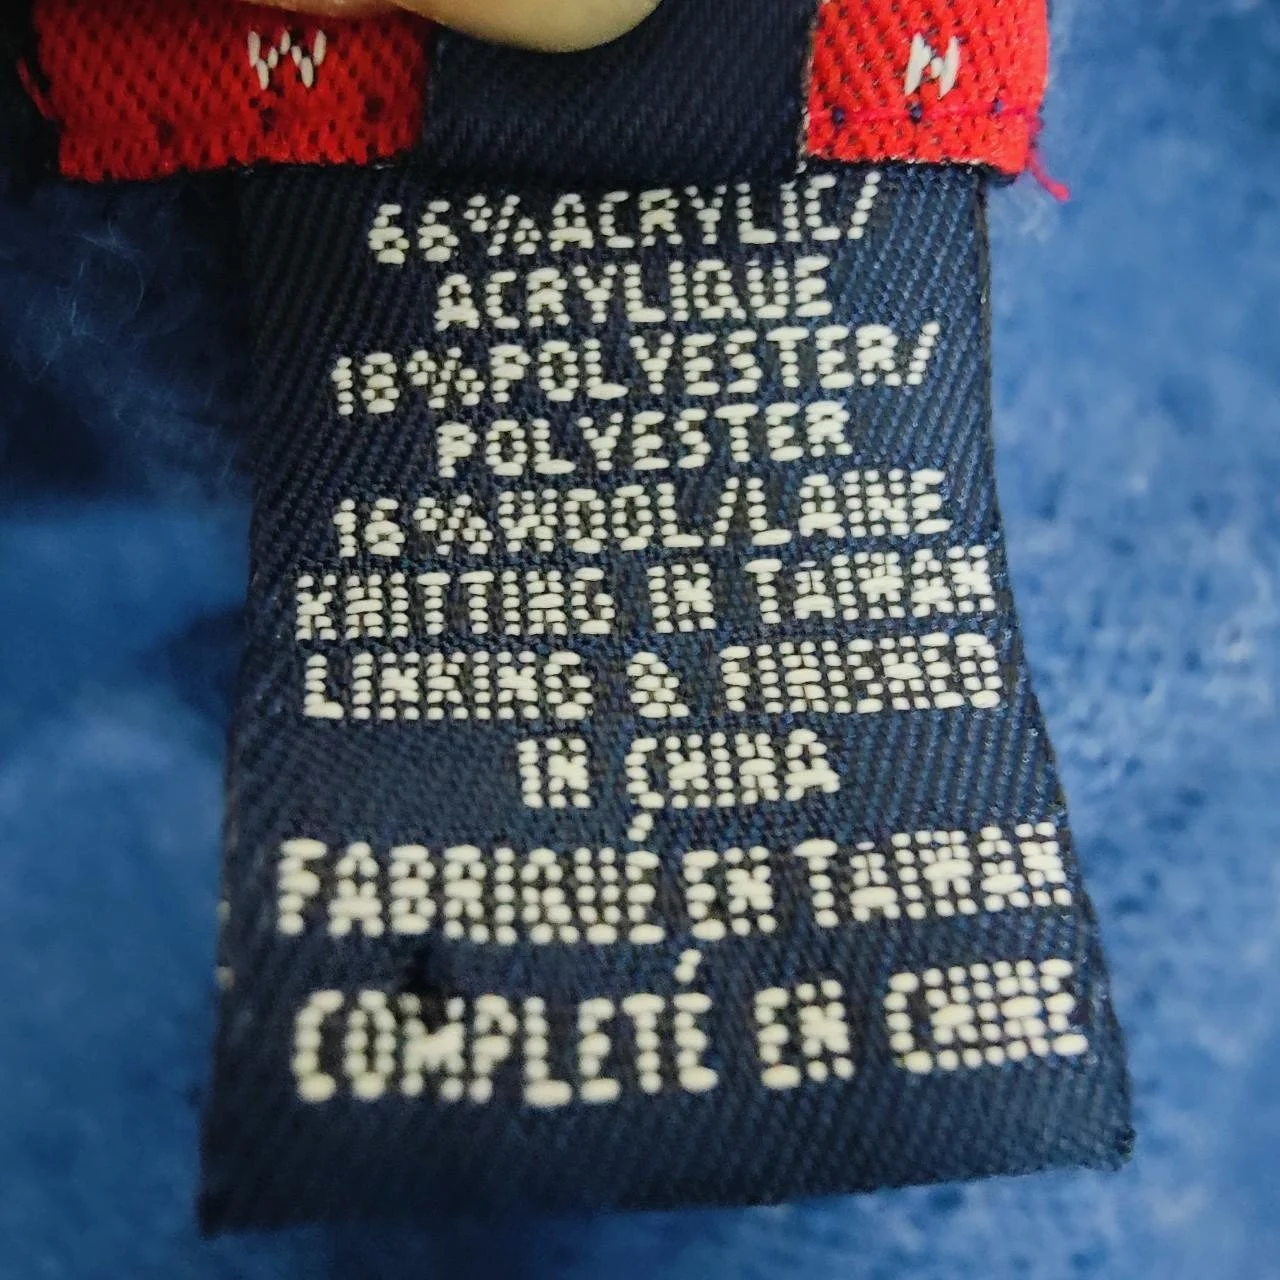 W N
66% ACRYLIC/
ACRYLIQUE
18% POLYESTER/
POLYESTER
16% WOOL/LAINE
KNITTING IN TAIWAN
LINKING & FINISHED
IN CHINA
FABRIQUÉ EN TAIWAN
COMPLETÉ EN CHINE